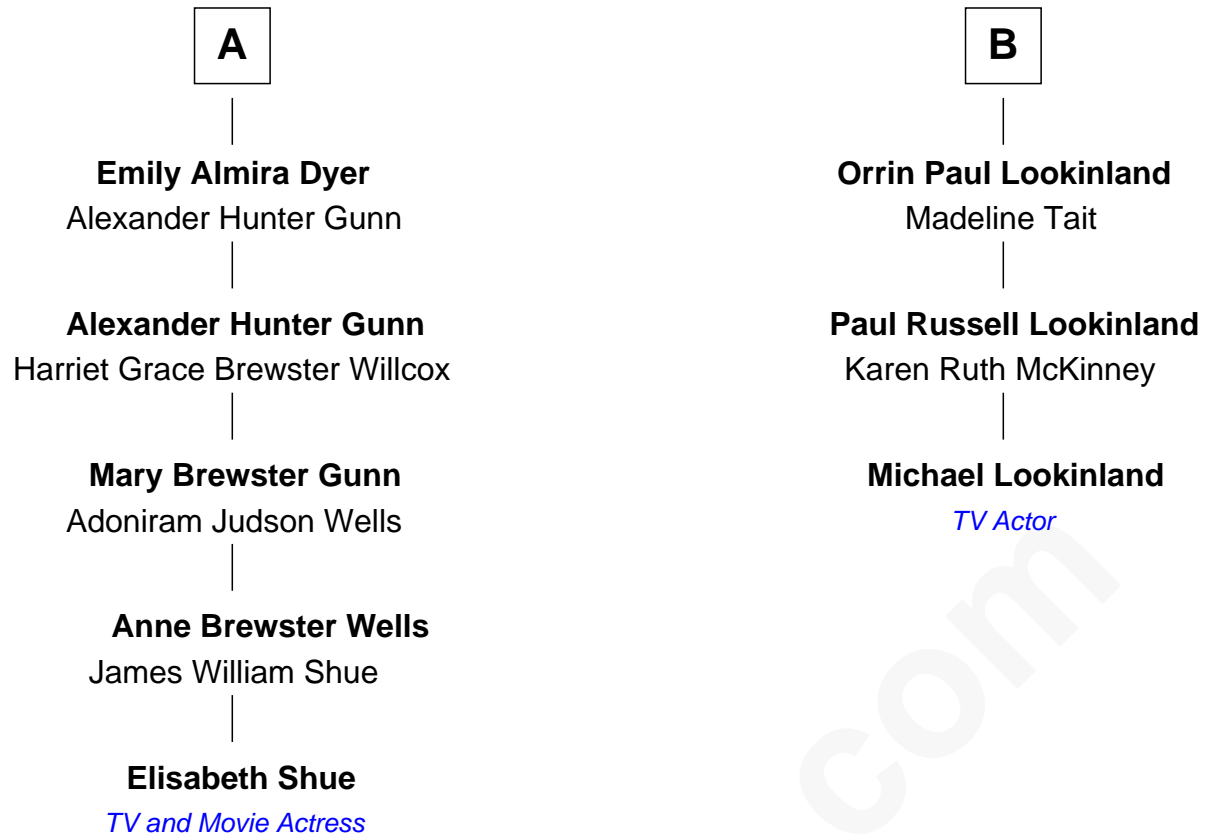 A
Emily Almira Dyer
Alexander Hunter Gunn
Alexander Hunter Gunn
Harriet Grace Brewster Willcox
Mary Brewster Gunn
Adoniram Judson Wells
Anne Brewster Wells
James William Shue
Elisabeth Shue
TV and Movie Actress
B
Orrin Paul Lookinland
Madeline Tait
Paul Russell Lookinland
Karen Ruth McKinney
Michael Lookinland
TV Actor
com